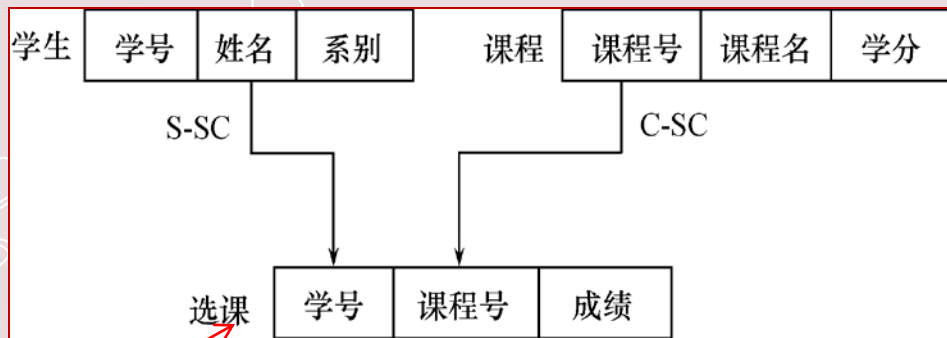 学生 学号 姓名 系别 课程 课程号 课程名 学分
S-SC C-SC
选课 学号 课程号 成绩